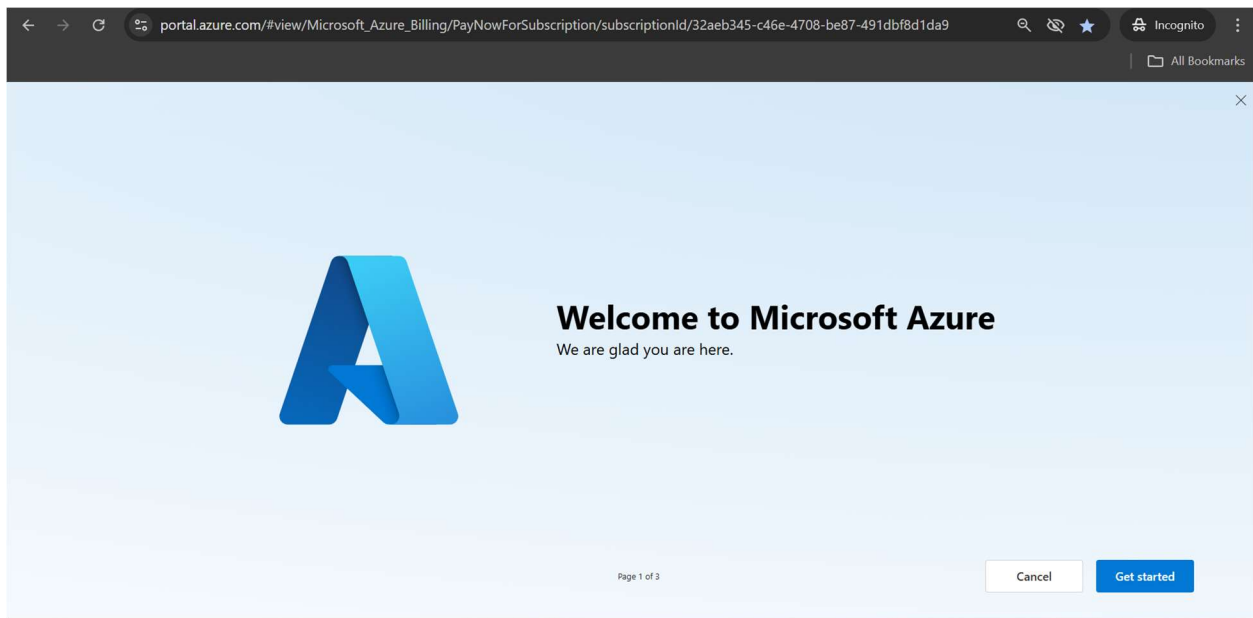 portal.azure.com/#view/Microsoft_Azure_Billing/PayNowForSubscription/subscriptionId/32aeb345-c46e-4708-be87-491dbf8d1da9
Incognito
All Bookmarks
Welcome to Microsoft Azure
We are glad you are here.
Page 1 of 3
Cancel
Get started